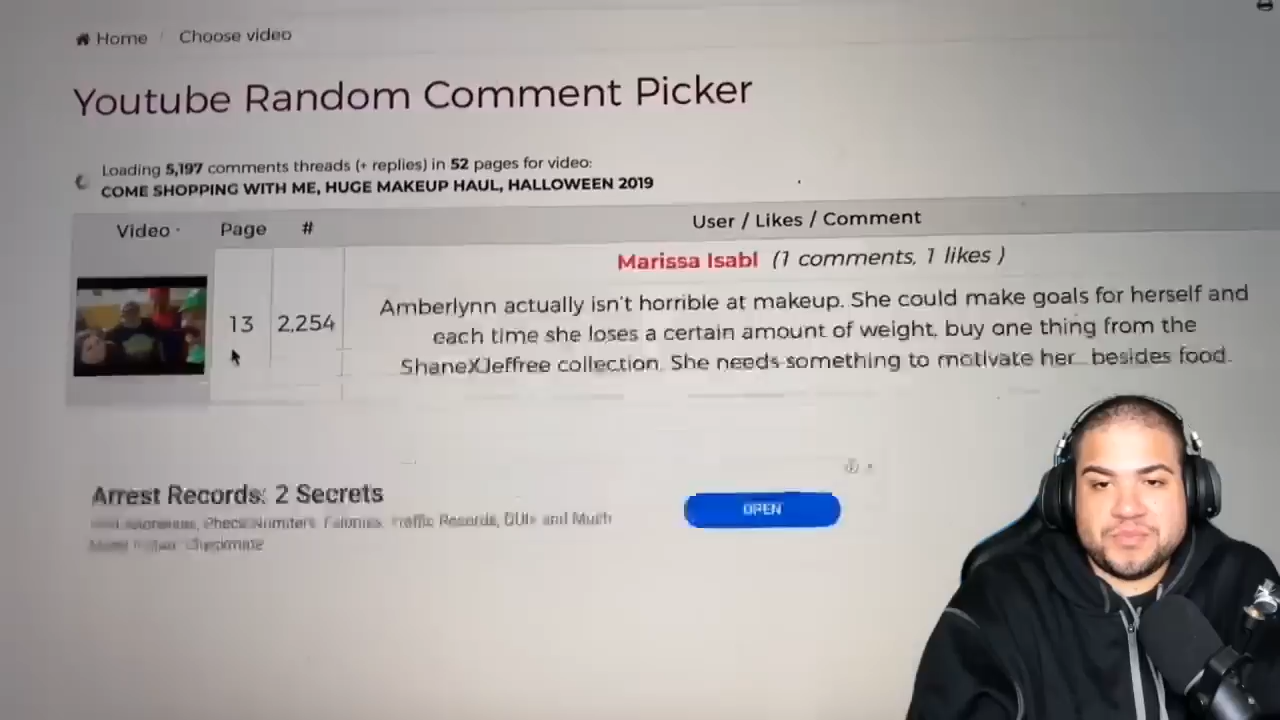 Home / Choose video
Youtube Random Comment Picker
Loading 5,197 comments threads (+ replies) in 52 pages for video:
COME SHOPPING WITH ME, HUGE MAKEUP HAUL, HALLOWEEN 2019
Video Page # User / Likes / Comment
Marissa Isabl (1 comments, 1 likes )
13 2,254
Amberlynn actually isn't horrible at makeup. She could make goals for herself and
each time she loses a certain amount of weight, buy one thing from the
ShaneXJeffree collection. She needs something to motivate her besides food.
Arrest Records: 2 Secrets
OPEN
Records, DUIs and Much